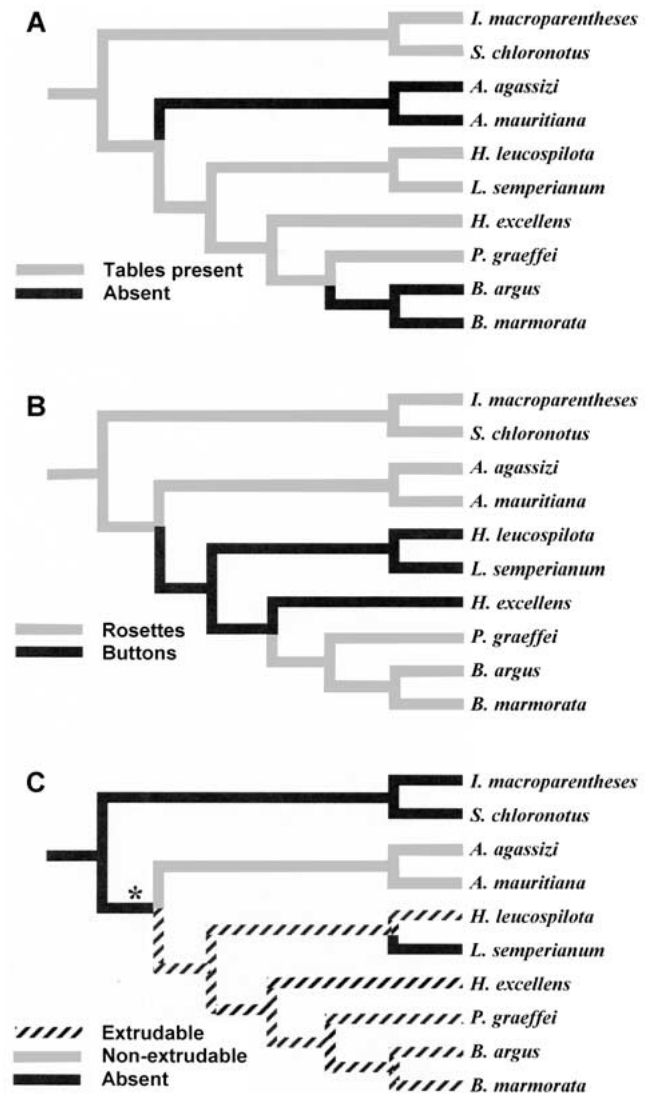 A
I. macroparentheses
S. chloronotus
A. agassizi
A. mauritiana
H. leucospilota
L. semperianum
H. excellens
P. graeffei
B. argus
B. marmorata
Tables present
Absent
B
I. macroparentheses
S. chloronotus
A. agassizi
A. mauritiana
H. leucospilota
L. semperianum
H. excellens
P. graeffei
B. argus
B. marmorata
Rosettes
Buttons
C
I. macroparentheses
S. chloronotus
*
A. agassizi
A. mauritiana
H. leucospilota
L. semperianum
H. excellens
P. graeffei
B. argus
B. marmorata
Extrudable
Non-extrudable
Absent